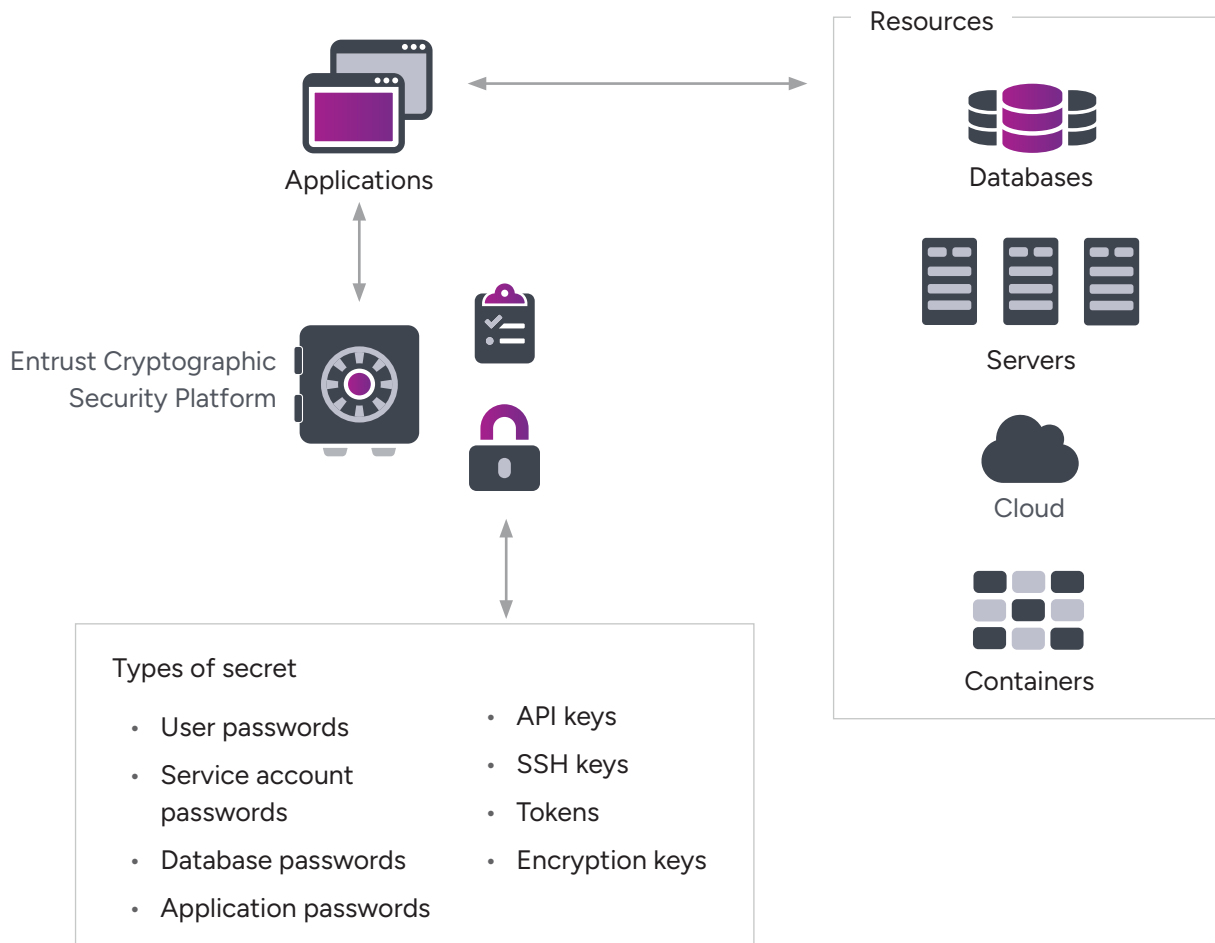 Resources
Applications
Databases
Servers
Entrust Cryptographic
Security Platform
Cloud
Containers
Types of secret
• User passwords
• Service account
passwords
• Database passwords
• Application passwords
• API keys
• SSH keys
• Tokens
• Encryption keys